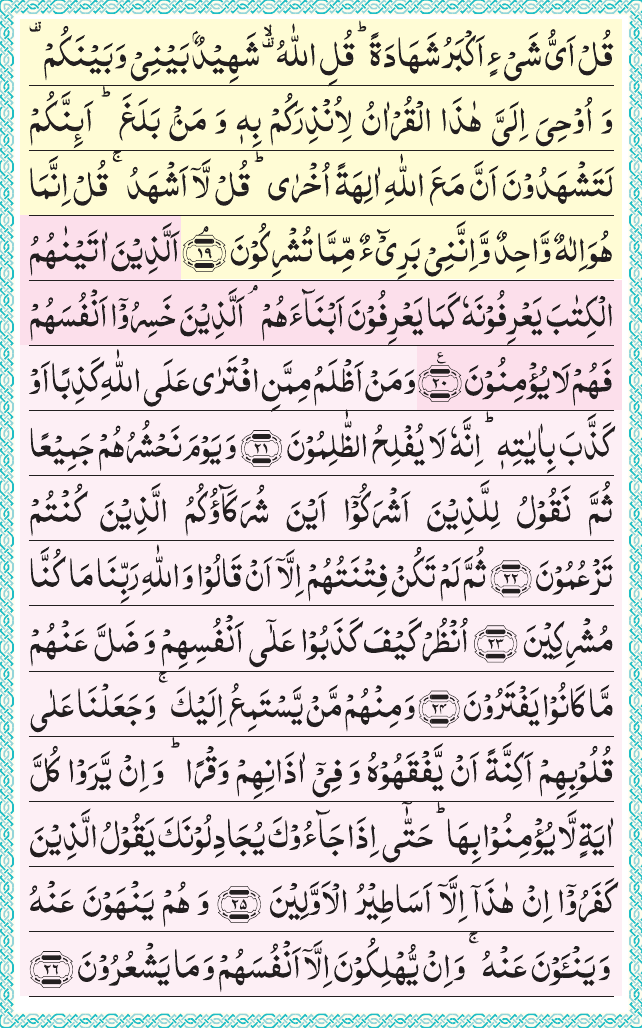 قُلۡ اَىُّ شَىۡءٍ اَكۡبَرُ شَهَادَةً ؕ قُلِ اللّٰهُ ۙ شَهِيۡدٌۢ بَيۡنِىۡ وَبَيۡنَكُمۡ
وَ اُوۡحِىَ اِلَىَّ هٰذَا الۡقُرۡاٰنُ لِاُنۡذِرَكُمۡ بِهٖ وَ مَنۡۢ بَلَغَ ؕ اَئِنَّكُمۡ
لَتَشۡهَدُوۡنَ اَنَّ مَعَ اللّٰهِ اٰلِهَةً اُخۡرٰى ؕ قُلْ لَّاۤ اَشۡهَدُ ۚ قُلۡ اِنَّمَا
هُوَ اِلٰهٌ وَّاحِدٌ وَّاِنَّنِىۡ بَرِىۡٓءٌ مِّمَّا تُشۡرِكُوۡنَ ۘ‏ ﴿۱۹﴾ اَلَّذِيۡنَ اٰتَيۡنٰهُمُ
الۡكِتٰبَ يَعۡرِفُوۡنَهٗ كَمَا يَعۡرِفُوۡنَ اَبۡنَآءَهُمۡ‌ۘ اَ لَّذِيۡنَ خَسِرُوۡۤا اَنۡفُسَهُمۡ
فَهُمۡ لَا يُؤۡمِنُوۡنَ ﴿۲۰﴾ ع وَمَنۡ اَظۡلَمُ مِمَّنِ افۡتَرٰى عَلَى اللّٰهِ كَذِبًا اَوۡ
كَذَّبَ بِاٰيٰتِهٖ ؕ اِنَّهٗ لَا يُفۡلِحُ الظّٰلِمُوۡنَ ﴿۲۱﴾ وَيَوۡمَ نَحۡشُرُهُمۡ جَمِيۡعًا
ثُمَّ نَقُوۡلُ لِلَّذِيۡنَ اَشۡرَكُوۡۤا اَيۡنَ شُرَكَآؤُكُمُ الَّذِيۡنَ كُنۡتُمۡ
تَزۡعُمُوۡنَ ﴿۲۲﴾ ثُمَّ لَمۡ تَكُنۡ فِتۡنَتُهُمۡ اِلَّاۤ اَنۡ قَالُوۡا وَاللّٰهِ رَبِّنَا مَا كُنَّا
مُشۡرِكِيۡنَ ﴿۲۳﴾ اُنْظُرۡ كَيۡفَ كَذَبُوۡا عَلٰٓى اَنۡفُسِهِمۡ وَضَلَّ عَنۡهُمۡ
مَّا كَانُوۡا يَفۡتَرُوۡنَ ﴿۲۴﴾ وَمِنۡهُمۡ مَّنۡ يَّسۡتَمِعُ اِلَيۡكَ‌ ۚ وَجَعَلۡنَا عَلٰى
قُلُوۡبِهِمۡ اَكِنَّةً اَنۡ يَّفۡقَهُوۡهُ وَفِىۡۤ اٰذَانِهِمۡ وَقۡرًا ؕ وَاِنۡ يَّرَوۡا كُلَّ
اٰيَةٍ لَّا يُؤۡمِنُوۡا بِهَا ؕ حَتّٰۤى اِذَا جَآءُوۡكَ يُجَادِلُوۡنَكَ يَقُوۡلُ الَّذِيۡنَ
كَفَرُوۡۤا اِنۡ هٰذَاۤ اِلَّاۤ اَسَاطِيۡرُ الۡاَوَّلِيۡنَ ﴿۲۵﴾ وَ هُمۡ يَنۡهَوۡنَ عَنۡهُ
وَيَنۡــَٔوۡنَ عَنۡهُ‌ ۚ وَاِنۡ يُّهۡلِكُوۡنَ اِلَّاۤ اَنۡفُسَهُمۡ وَمَا يَشۡعُرُوۡنَ ﴿۲۶﴾